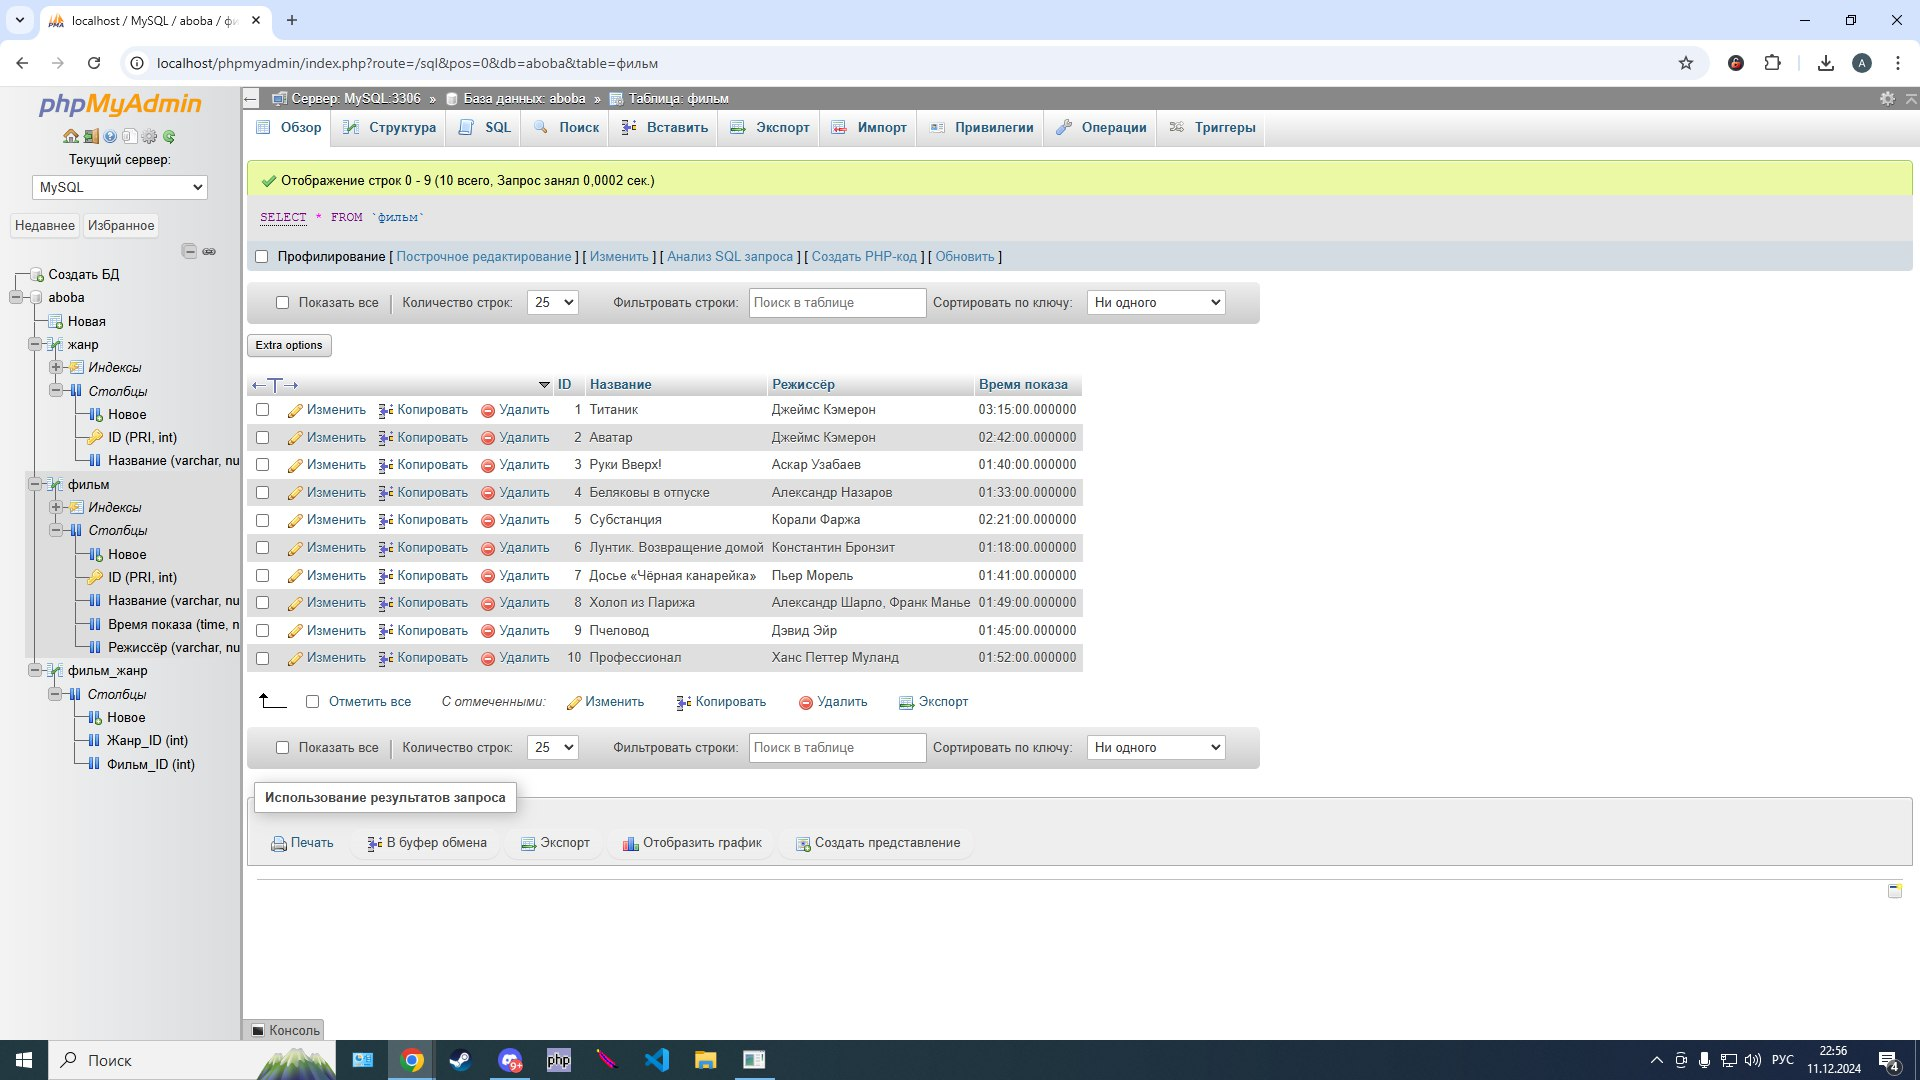 localhost / MySQL / aboba / фи
localhost/phpmyadmin/index.php?route=/sql&pos=0&db=aboba&table=фильм
A
phpMyAdmin
Текущий сервер:
MySQL
Недавнее Избранное
Создать БД
aboba
Новая
жанр
Индексы
Столбцы
Новое
ID (PRI, int)
Название (varchar, nu
фильм
Индексы
Столбцы
Новое
ID (PRI, int)
Название (varchar, nu
Время показа (time, n
Режиссёр (varchar, nu
фильм_жанр
Столбцы
Новое
Жанр_ID (int)
Фильм_ID (int)
Сервер: MySQL:3306 » База данных: aboba » Таблица: фильм
Обзор Структура SQL Поиск Вставить Экспорт Импорт Привилегии Операции Триггеры
Отображение строк 0 - 9 (10 всего, Запрос занял 0,0002 сек.)
SELECT * FROM `фильм`
Профилирование [ Построчное редактирование ] [ Изменить ] [ Анализ SQL запроса ] [ Создать PHP-код ] [ Обновить ]
Показать все Количество строк: 25 Фильтровать строки: Поиск в таблице Сортировать по ключу: Ни одного
Extra options
ID Название Режиссёр Время показа
Изменить Копировать Удалить 1 Титаник Джеймс Кэмерон 03:15:00.000000
Изменить Копировать Удалить 2 Аватар Джеймс Кэмерон 02:42:00.000000
Изменить Копировать Удалить 3 Руки Вверх! Аскар Узабаев 01:40:00.000000
Изменить Копировать Удалить 4 Беляковы в отпуске Александр Назаров 01:33:00.000000
Изменить Копировать Удалить 5 Субстанция Корали Фаржа 02:21:00.000000
Изменить Копировать Удалить 6 Лунтик. Возвращение домой Константин Бронзит 01:18:00.000000
Изменить Копировать Удалить 7 Досье «Чёрная канарейка» Пьер Морель 01:41:00.000000
Изменить Копировать Удалить 8 Холоп из Парижа Александр Шарло, Франк Манье 01:49:00.000000
Изменить Копировать Удалить 9 Пчеловод Дэвид Эйр 01:45:00.000000
Изменить Копировать Удалить 10 Профессионал Ханс Петтер Муланд 01:52:00.000000
Отметить все С отмеченными: Изменить Копировать Удалить Экспорт
Показать все Количество строк: 25 Фильтровать строки: Поиск в таблице Сортировать по ключу: Ни одного
Использование результатов запроса
Печать В буфер обмена Экспорт Отобразить график Создать представление
Консоль
Поиск
php
9+
РУС
22:56
11.12.2024
4